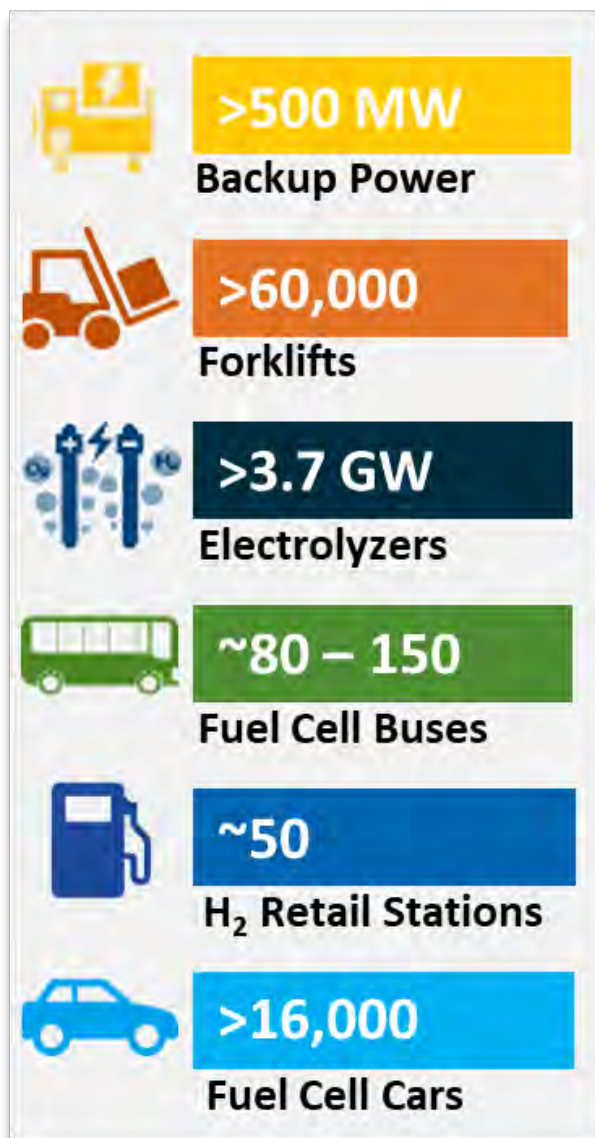 >500 MW
Backup Power
>60,000
Forklifts
>3.7 GW
Electrolyzers
~80 – 150
Fuel Cell Buses
~50
H₂ Retail Stations
>16,000
Fuel Cell Cars